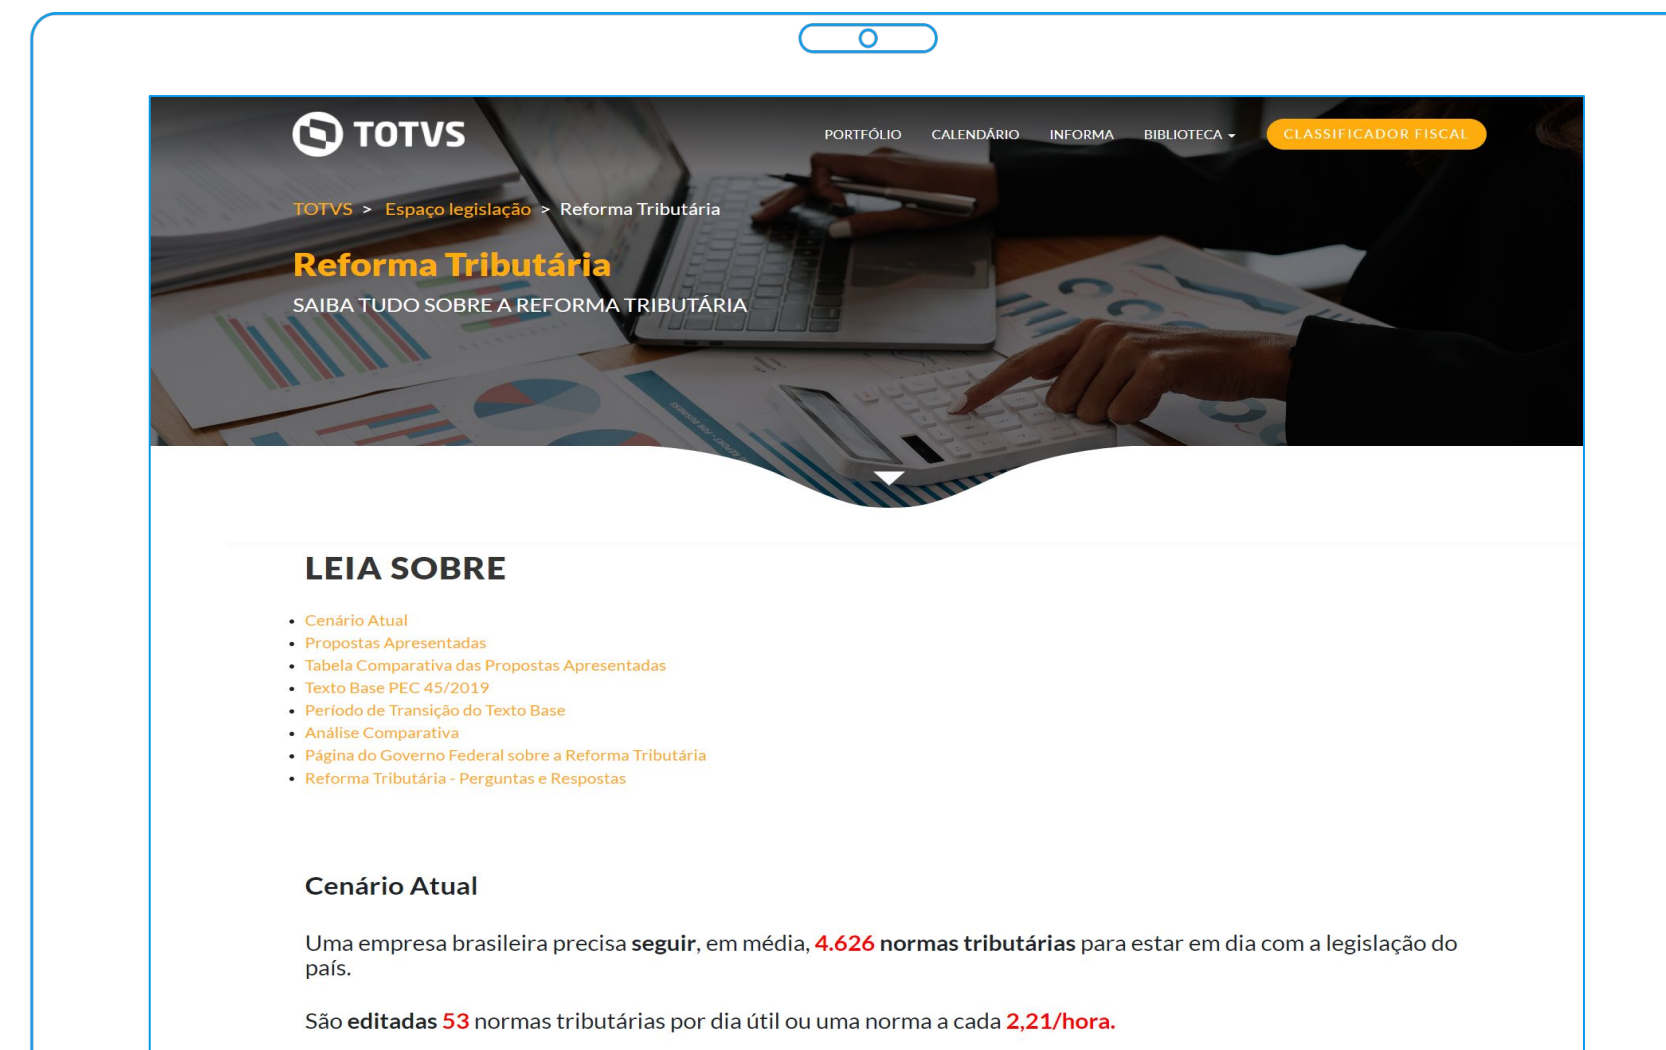 TOTVS
PORTFÓLIO CALENDÁRIO INFORMA BIBLIOTECA CLASSIFICADOR FISCAL
TOTVS > Espaço legislação > Reforma Tributária
Reforma Tributária
SAIBA TUDO SOBRE A REFORMA TRIBUTÁRIA
LEIA SOBRE
• Cenário Atual
• Propostas Apresentadas
• Tabela Comparativa das Propostas Apresentadas
• Texto Base PEC 45/2019
• Período de Transição do Texto Base
• Análise Comparativa
• Página do Governo Federal sobre a Reforma Tributária
• Reforma Tributária - Perguntas e Respostas
Cenário Atual
Uma empresa brasileira precisa seguir, em média, 4.626 normas tributárias para estar em dia com a legislação do
país.
São editadas 53 normas tributárias por dia útil ou uma norma a cada 2,21/hora.